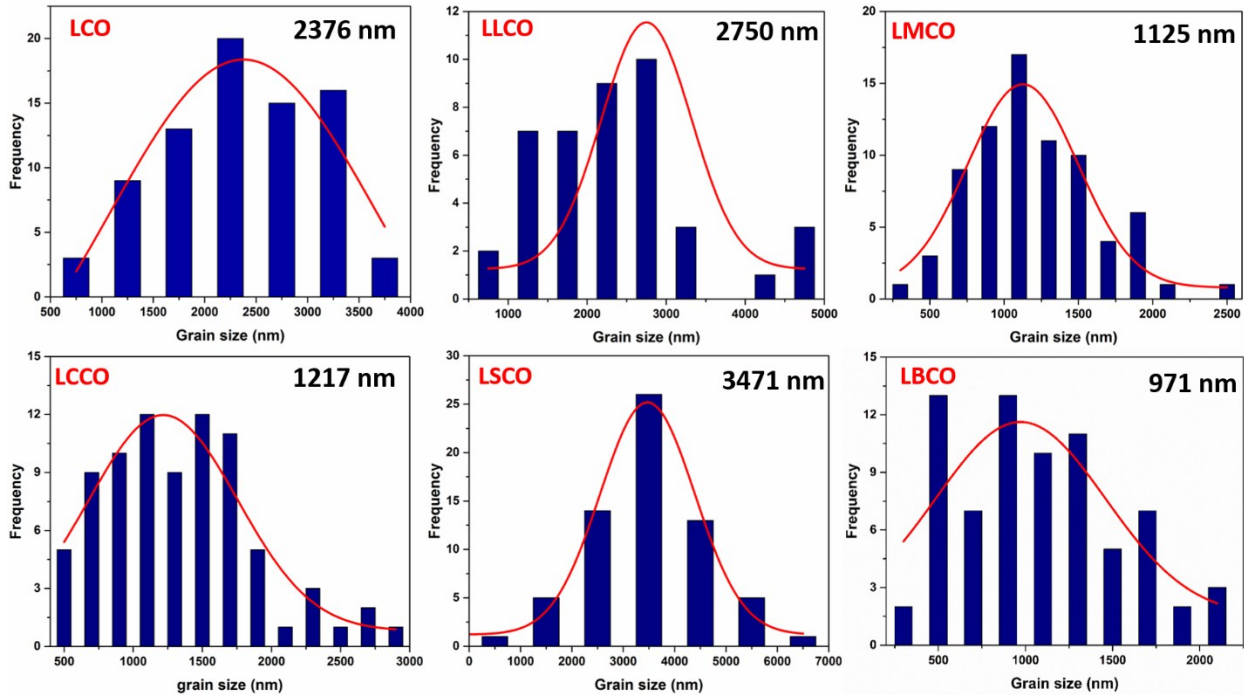 LCO
2376 nm
20
15
10
5
0
Frequency
500 1000 1500 2000 2500 3000 3500 4000
Grain size (nm)
LLCO
2750 nm
12
10
8
6
4
2
0
Frequency
1000 2000 3000 4000 5000
Grain size (nm)
LMCO
1125 nm
20
15
10
5
0
Frequency
500 1000 1500 2000 2500
Grain size (nm)
LCCO
1217 nm
15
12
9
6
3
0
Frequency
500 1000 1500 2000 2500 3000
grain size (nm)
LSCO
3471 nm
30
25
20
15
10
5
0
Frequency
0 1000 2000 3000 4000 5000 6000 7000
Grain size (nm)
LBCO
971 nm
15
12
9
6
3
0
Frequency
500 1000 1500 2000
Grain size (nm)